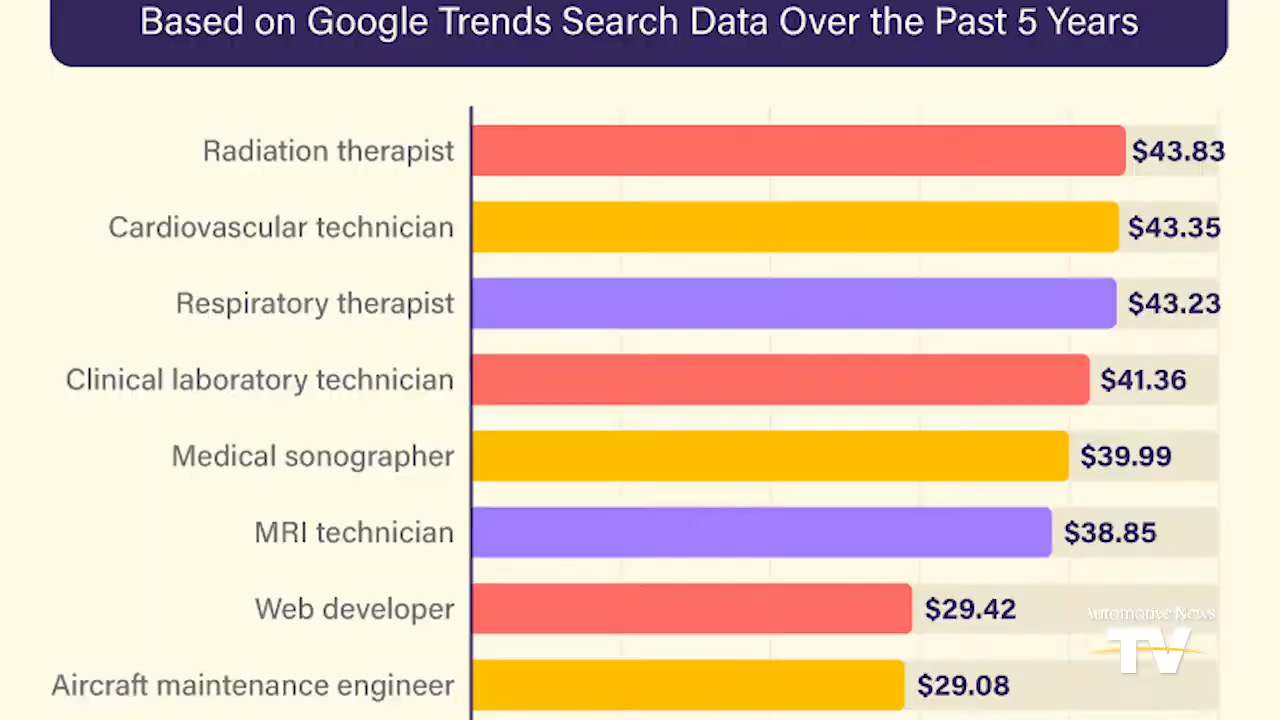 Based on Google Trends Search Data Over the Past 5 Years
Radiation therapist $43.83
Cardiovascular technician $43.35
Respiratory therapist $43.23
Clinical laboratory technician $41.36
Medical sonographer $39.99
MRI technician $38.85
Web developer $29.42
Automotive News
TV
Aircraft maintenance engineer $29.08